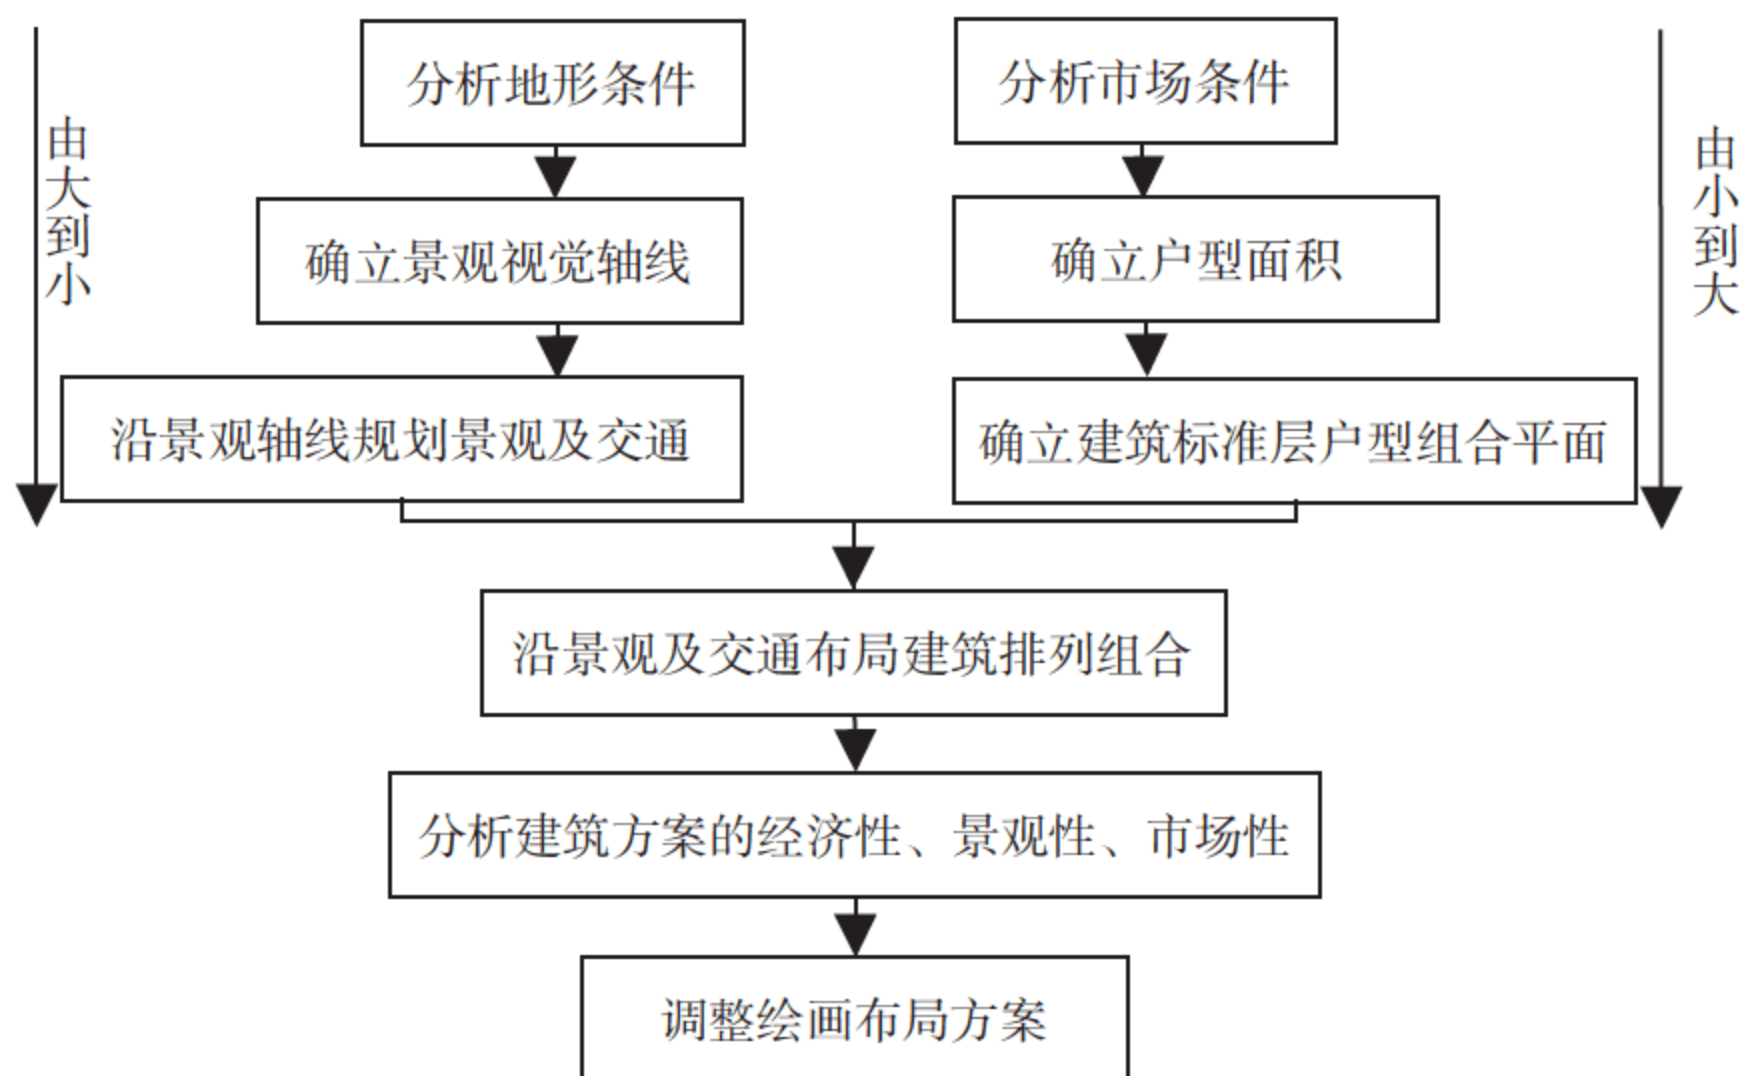 分析地形条件
分析市场条件
由大到小
由小到大
确立景观视觉轴线
确立户型面积
沿景观轴线规划景观及交通
确立建筑标准层户型组合平面
沿景观及交通布局建筑排列组合
分析建筑方案的经济性、景观性、市场性
调整绘画布局方案